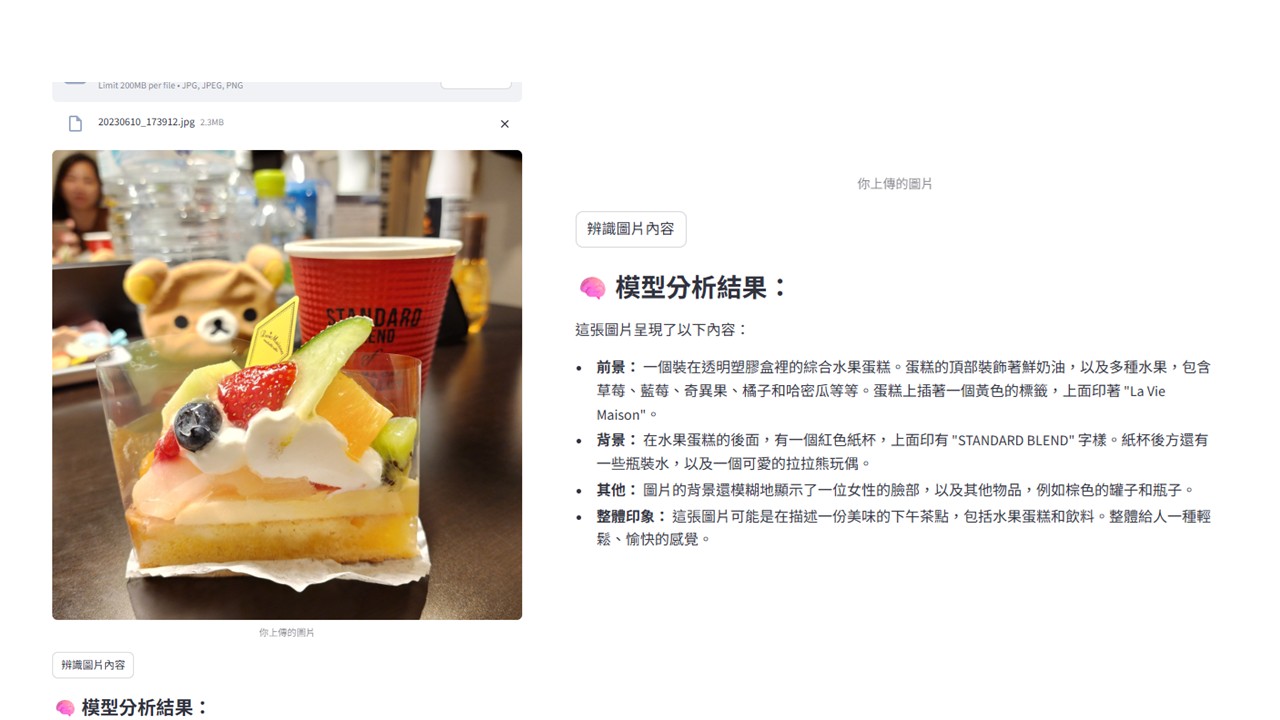 Limit 200MB per file • JPG, JPEG, PNG
20230610_173912.jpg 2.3MB
STANDARD
BLEND
你上傳的圖片
辨識圖片內容
🧠 模型分析結果：
你上傳的圖片
辨識圖片內容
🧠 模型分析結果：
這張圖片呈現了以下內容：
• 前景： 一個裝在透明塑膠盒裡的綜合水果蛋糕。蛋糕的頂部裝飾著鮮奶油，以及多種水果，包含
草莓、藍莓、奇異果、橘子和哈密瓜等等。蛋糕上插著一個黃色的標籤，上面印著 "La Vie
Maison"。
• 背景： 在水果蛋糕的後面，有一個紅色紙杯，上面印有 "STANDARD BLEND" 字樣。紙杯後方還有
一些瓶裝水，以及一個可愛的拉拉熊玩偶。
• 其他： 圖片的背景還模糊地顯示了一位女性的臉部，以及其他物品，例如棕色的罐子和瓶子。
• 整體印象： 這張圖片可能是在描述一份美味的下午茶點，包括水果蛋糕和飲料。整體給人一種輕
鬆、愉快的感覺。